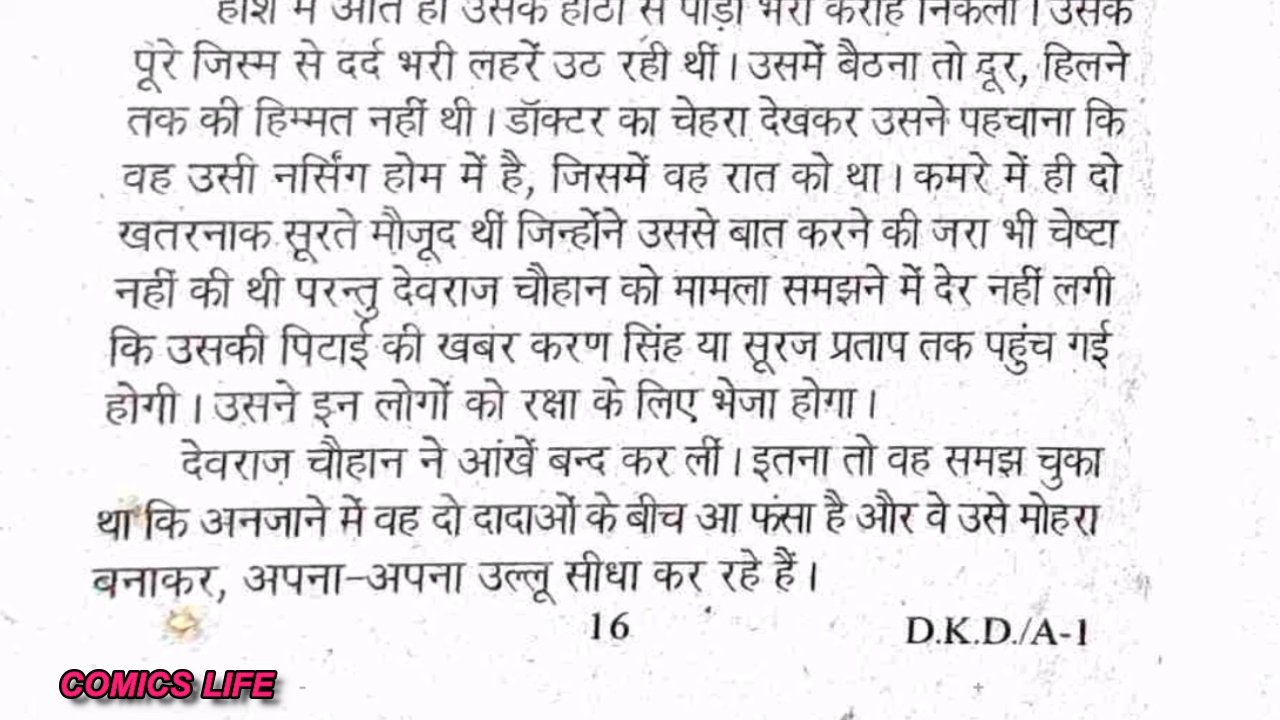 होश में आते ही उसके होंठों से पीड़ा भरी कराह निकली। उसके
पूरे जिस्म से दर्द भरी लहरें उठ रही थीं। उसमें बैठना तो दूर, हिलने
तक की हिम्मत नहीं थी। डॉक्टर का चेहरा देखकर उसने पहचाना कि
वह उसी नर्सिंग होम में है, जिसमें वह रात को था। कमरे में ही दो
खतरनाक सूरते मौजूद थीं जिन्होंने उससे बात करने की जरा भी चेष्टा
नहीं की थी परन्तु देवराज चौहान को मामला समझने में देर नहीं लगी
कि उसकी पिटाई की खबर करण सिंह या सूरज प्रताप तक पहुंच गई
होगी। उसने इन लोगों को रक्षा के लिए भेजा होगा।
देवराज चौहान ने आंखें बन्द कर लीं। इतना तो वह समझ चुका
था कि अनजाने में वह दो दादाओं के बीच आ फंसा है और वे उसे मोहरा
बनाकर, अपना-अपना उल्लू सीधा कर रहे हैं।
16
D.K.D./A-1
COMICS LIFE